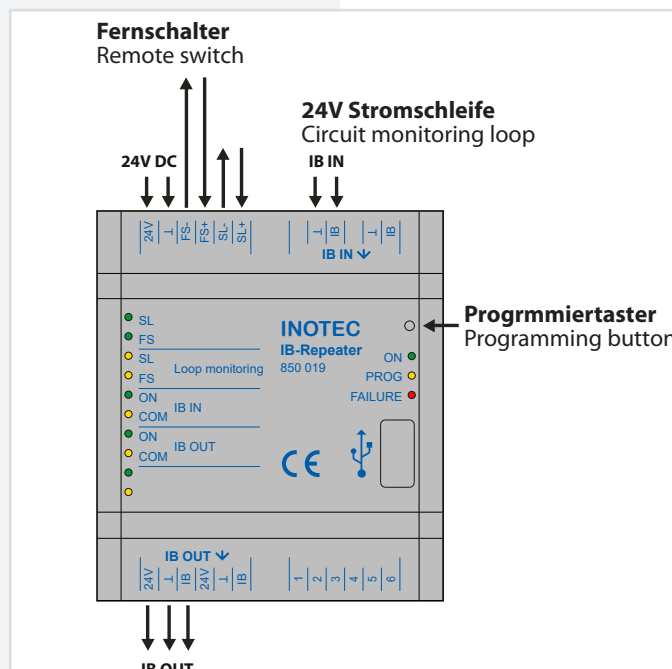 Fernschalter
Remote switch
24V Stromschleife
Circuit monitoring loop
24V DC
IB IN
24V ⊥ FS- FS+ SL- SL+
⊥ IB ⊥ IB
IB IN
SL
FS
SL
FS
Loop monitoring
ON
COM
IB IN
ON
COM
IB OUT
INOTEC
IB-Repeater
850 019
ON
PROG
FAILURE
Progrmmiertaster
Programming button
CE
IB OUT
24V ⊥ IB 24V ⊥ IB
1 2 3 4 5 6
IB OUT